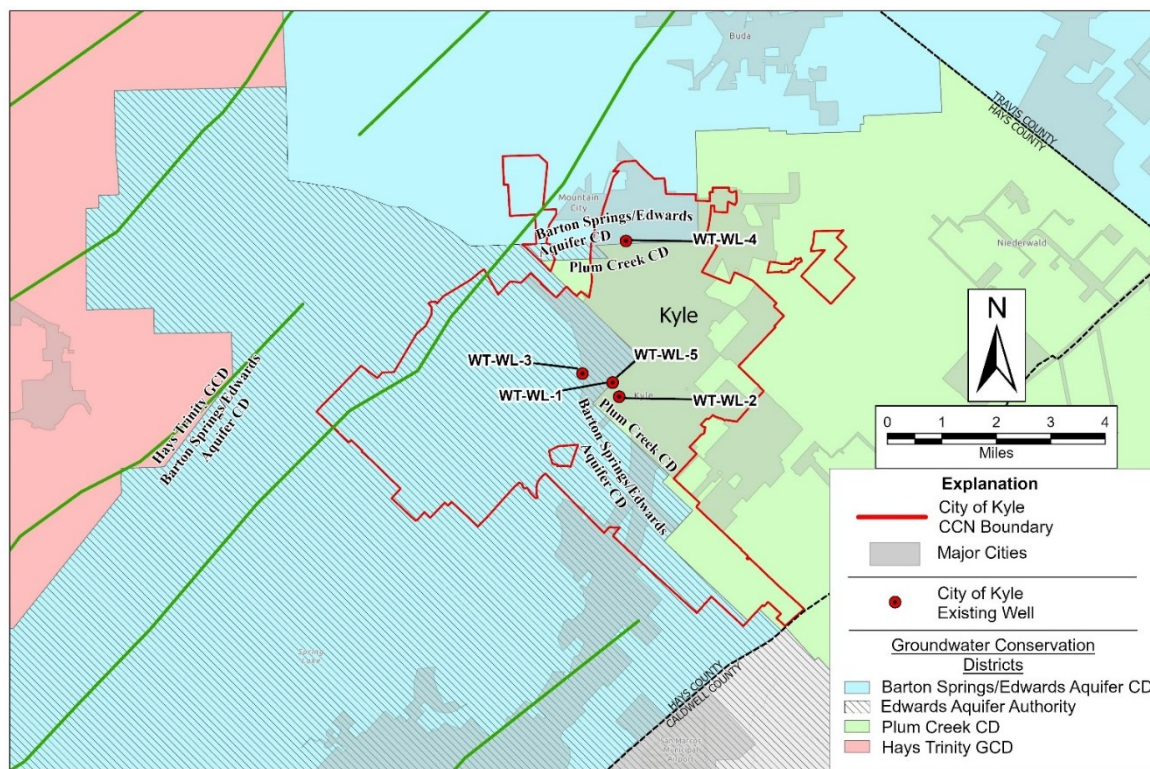 Buda
TRAVIS COUNTY
HAYS COUNTY
Mountain
City
Barton Springs/Edwards
Aquifer CD
Plum Creek CD
WT-WL-4
Niederwald
Kyle
N
WT-WL-3
WT-WL-5
WT-WL-1
Kyle
WT-WL-2
Hays Trinity GCD
Barton Springs/Edwards
Aquifer CD
Plum Creek CD
Barton Springs/Edwards
Aquifer CD
0 1 2 3 4
Miles
Explanation
City of Kyle
CCN Boundary
Major Cities
City of Kyle
Existing Well
Groundwater Conservation
Districts
Barton Springs/Edwards Aquifer CD
Edwards Aquifer Authority
Plum Creek CD
Hays Trinity GCD
HAYS COUNTY
CALDWELL COUNTY
San Marcos
Municipal
Airport